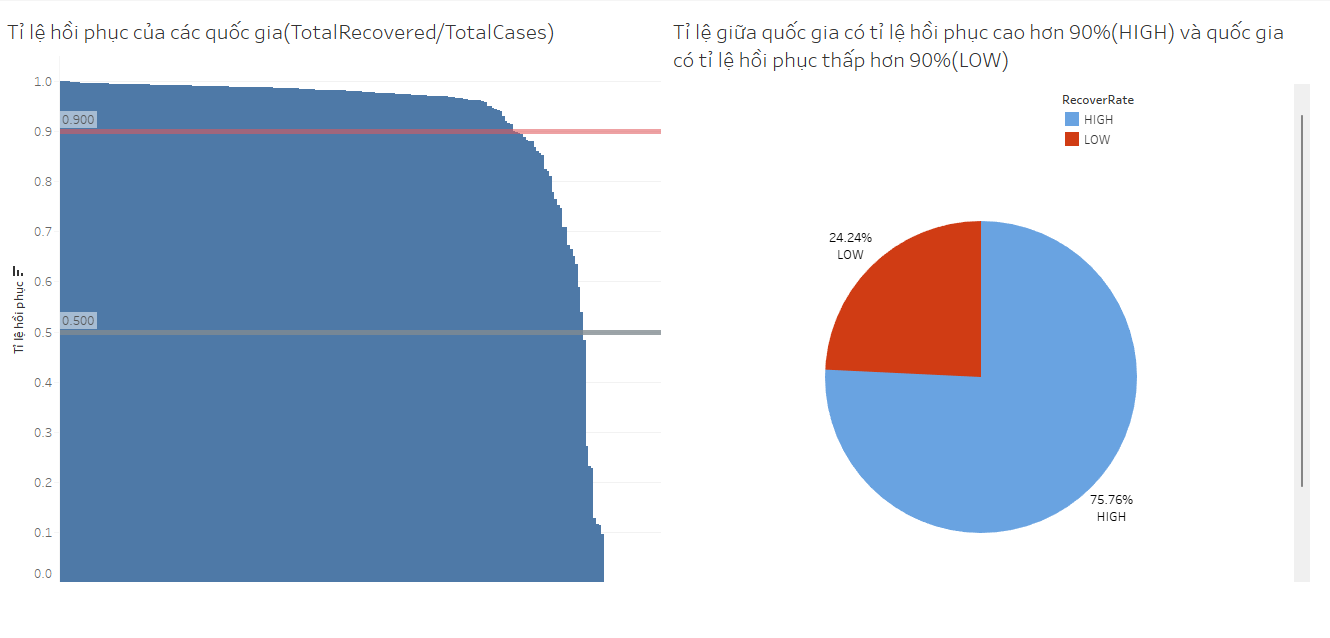 Tỉ lệ hồi phục của các quốc gia(TotalRecovered/TotalCases)
1.0
0.900
0.9
0.8
0.7
0.6
0.500
0.5
0.4
0.3
0.2
0.1
0.0
Tỉ lệ hồi phục
Tỉ lệ giữa quốc gia có tỉ lệ hồi phục cao hơn 90%(HIGH) và quốc gia
có tỉ lệ hồi phục thấp hơn 90%(LOW)
RecoverRate
HIGH
LOW
24.24%
LOW
75.76%
HIGH